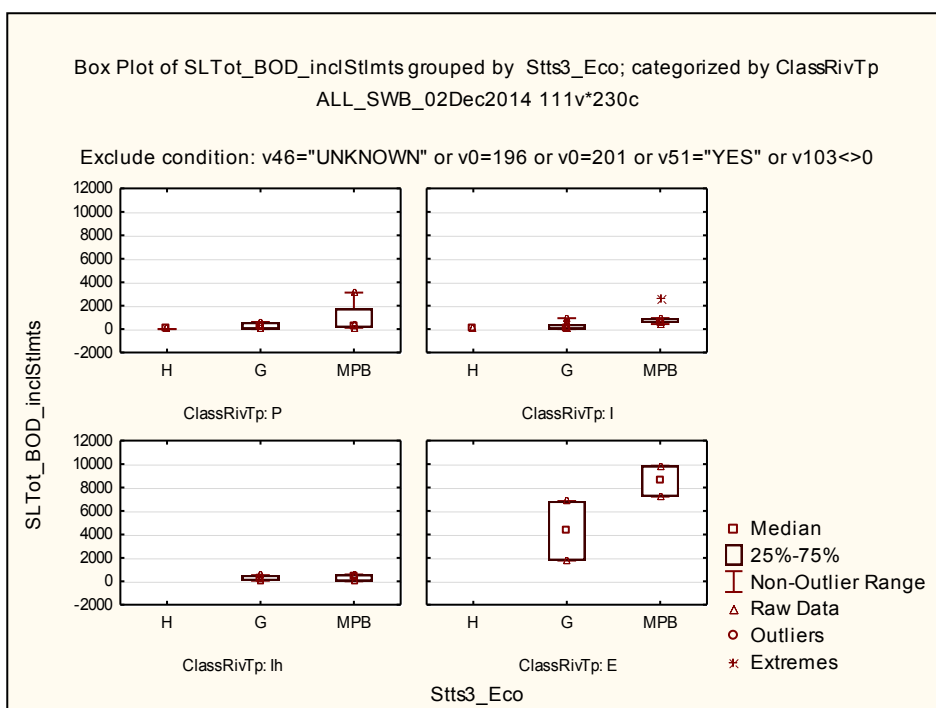 Box Plot of SLTot_BOD_inclStlmts grouped by Stts3_Eco; categorized by ClassRivTp
ALL_SWB_02Dec2014 111v*230c
Exclude condition: v46="UNKNOWN" or v0=196 or v0=201 or v51="YES" or v103<>0
SLTot_BOD_inclStlmts
12000
10000
8000
6000
4000
2000
0
-2000
H G MPB
ClassRivTp: P
H G MPB
ClassRivTp: I
12000
10000
8000
6000
4000
2000
0
-2000
H G MPB
ClassRivTp: Ih
H G MPB
ClassRivTp: E
Stts3_Eco
Median
25%-75%
Non-Outlier Range
Raw Data
Outliers
Extremes